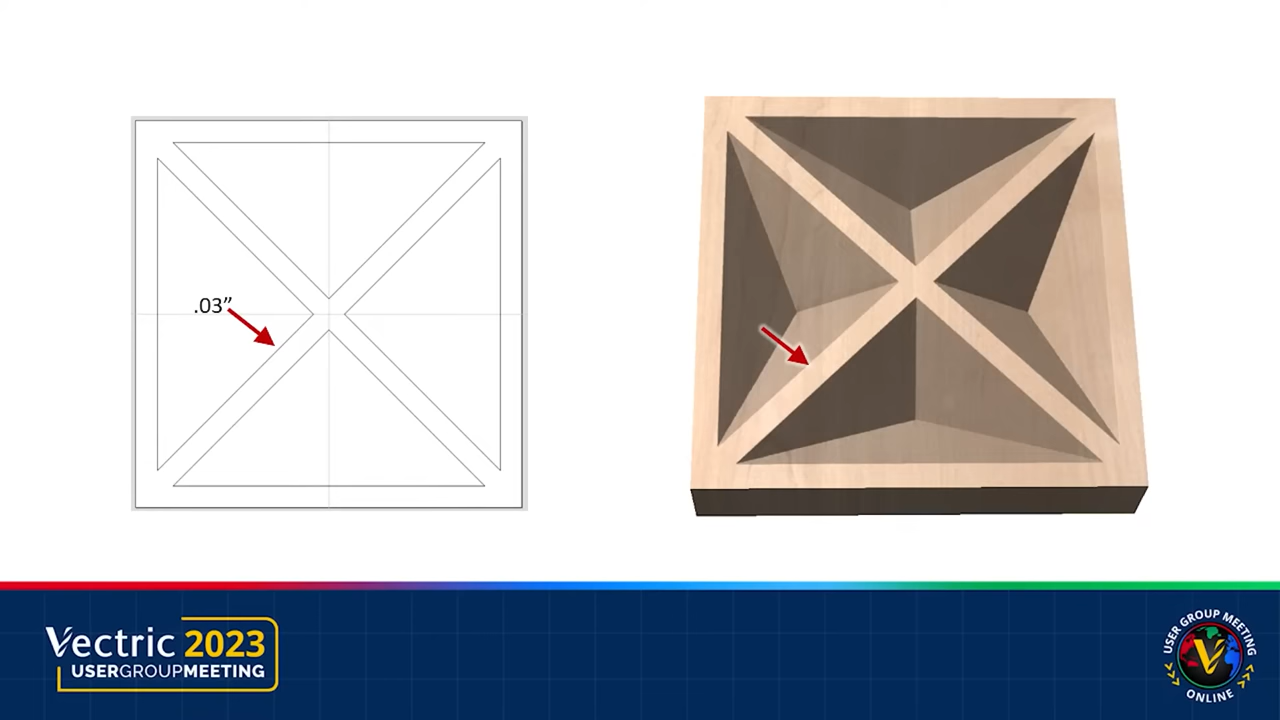 .03”
Vectric 2023
USERGROUPMEETING
USER GROUP MEETING
V
ONLINE